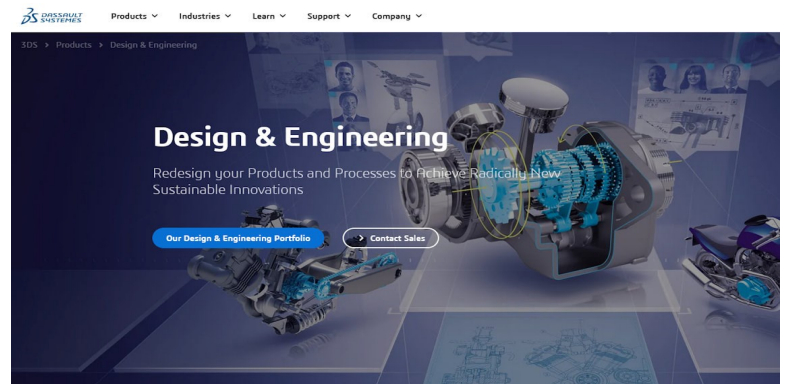 DASSAULT
SYSTEMES
Products
Industries
Learn
Support
Company
3DS > Products > Design & Engineering
Design & Engineering
Redesign your Products and Processes to Achieve Radically New
Sustainable Innovations
Our Design & Engineering Portfolio
> Contact Sales